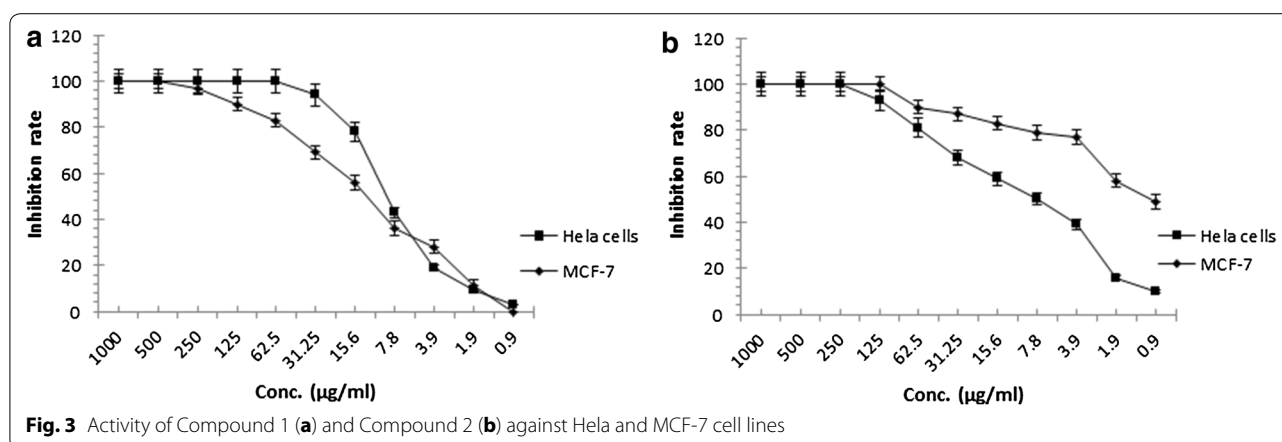 a
120
100
80
60
40
20
0
Inhibition rate
Hela cells
MCF-7
1000 500 250 125 62.5 31.25 15.6 7.8 3.9 1.9 0.9
Conc. (µg/ml)
b
120
100
80
60
40
20
0
Inhibition rate
Hela cells
MCF-7
1000 500 250 125 62.5 31.25 15.6 7.8 3.9 1.9 0.9
Conc. (µg/ml)
Fig. 3 Activity of Compound 1 (a) and Compound 2 (b) against Hela and MCF-7 cell lines